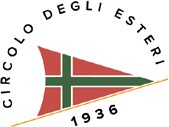 CIRCOLO DEGLI ESTERI
1936